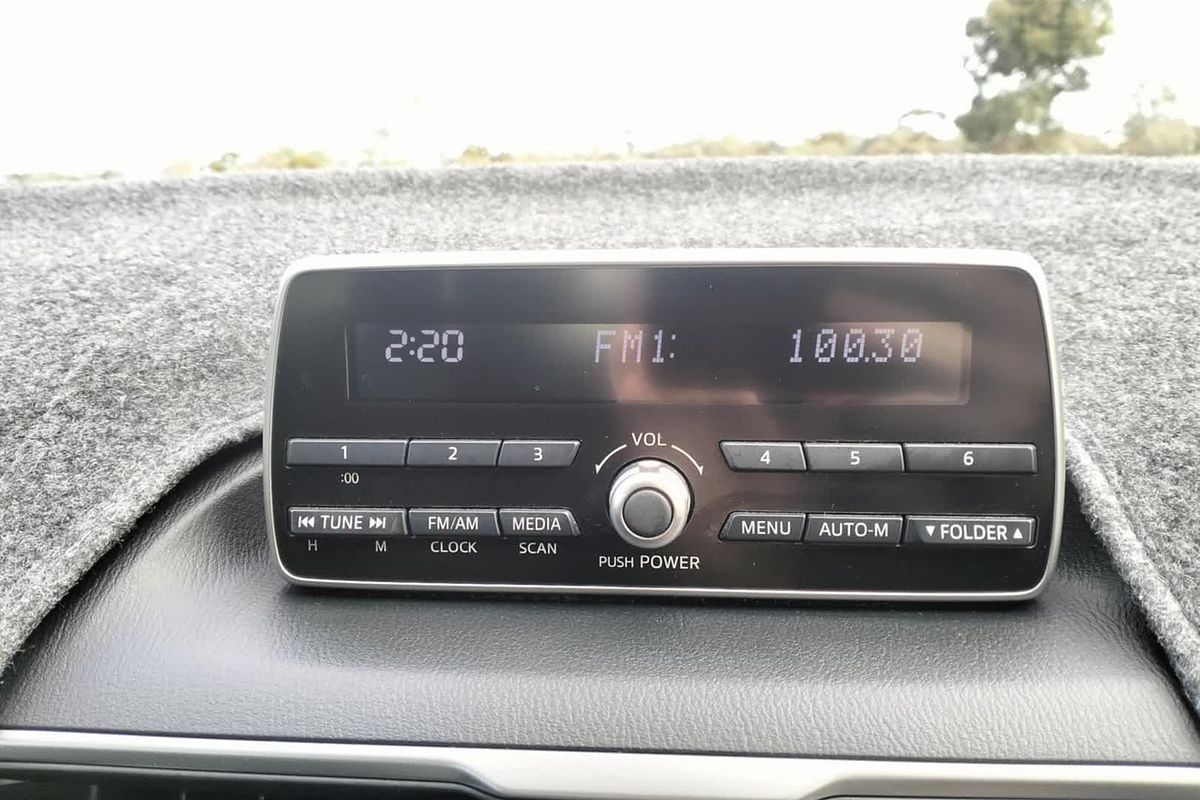 2:20 FM1: 100.30
VOL
1 2 3 4 5 6
:00
⏮ TUNE ⏭ FM/AM MEDIA MENU AUTO-M ▼ FOLDER ▲
H M CLOCK SCAN
PUSH POWER